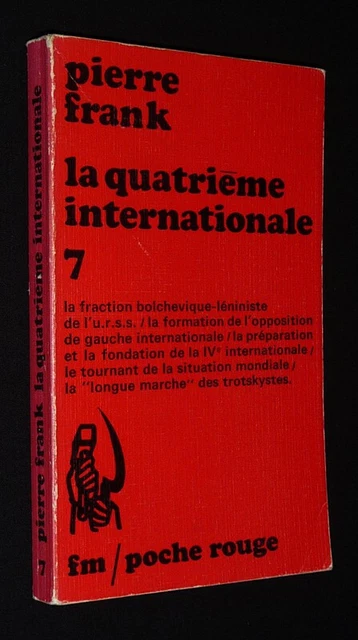 pierre
frank
la quatrième
internationale
7
la fraction bolchevique-léniniste
de l'u.r.s.s. / la formation de l'opposition
de gauche internationale / la préparation
et la fondation de la IVe internationale /
le tournant de la situation mondiale /
la "longue marche" des trotskystes.
fm / poche rouge
7 pierre frank la quatrième internationale